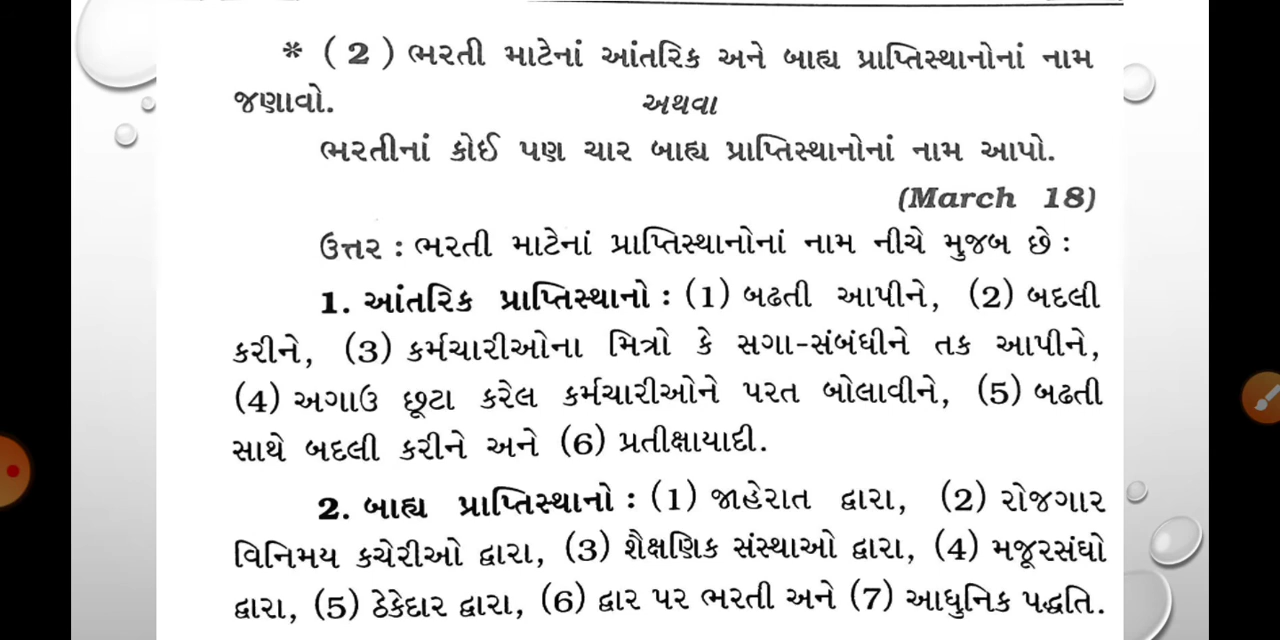 * ( 2 ) ભરતી માટેનાં આંતરિક અને બાહ્ય પ્રાપ્તિસ્થાનોનાં નામ
જણાવો. અથવા
ભરતીનાં કોઈ પણ ચાર બાહ્ય પ્રાપ્તિસ્થાનોનાં નામ આપો.
(March 18)
ઉત્તર : ભરતી માટેનાં પ્રાપ્તિસ્થાનોનાં નામ નીચે મુજબ છે :
1. આંતરિક પ્રાપ્તિસ્થાનો : (1) બઢતી આપીને, (2) બદલી
કરીને, (3) કર્મચારીઓના મિત્રો કે સગા-સંબંધીને તક આપીને,
(4) અગાઉ છૂટા કરેલ કર્મચારીઓને પરત બોલાવીને, (5) બઢતી
સાથે બદલી કરીને અને (6) પ્રતીક્ષાયાદી.
2. બાહ્ય પ્રાપ્તિસ્થાનો : (1) જાહેરાત દ્વારા, (2) રોજગાર
વિનિમય કચેરીઓ દ્વારા, (3) શૈક્ષણિક સંસ્થાઓ દ્વારા, (4) મજૂરસંઘો
દ્વારા, (5) ઠેકેદાર દ્વારા, (6) દ્વાર પર ભરતી અને (7) આધુનિક પદ્ધતિ.